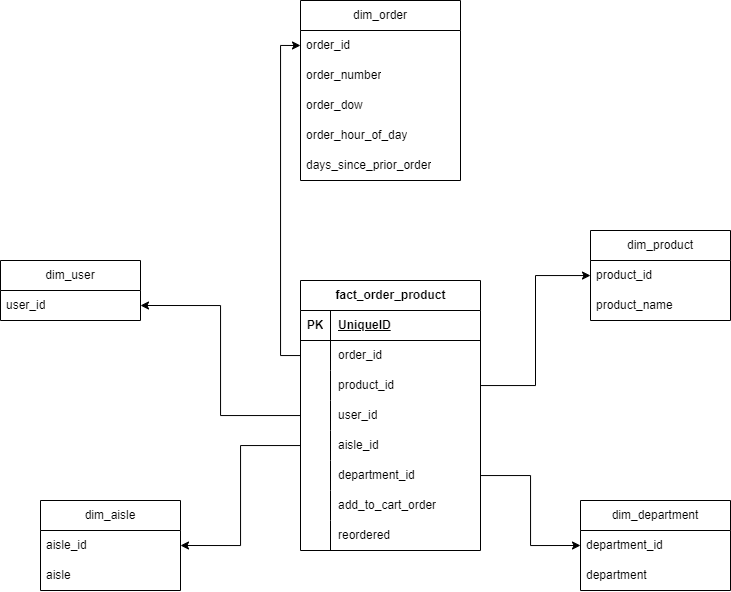 dim_order
order_id
order_number
order_dow
order_hour_of_day
days_since_prior_order
dim_user
user_id
fact_order_product
PK UniqueID
order_id
product_id
user_id
aisle_id
department_id
add_to_cart_order
reordered
dim_product
product_id
product_name
dim_aisle
aisle_id
aisle
dim_department
department_id
department